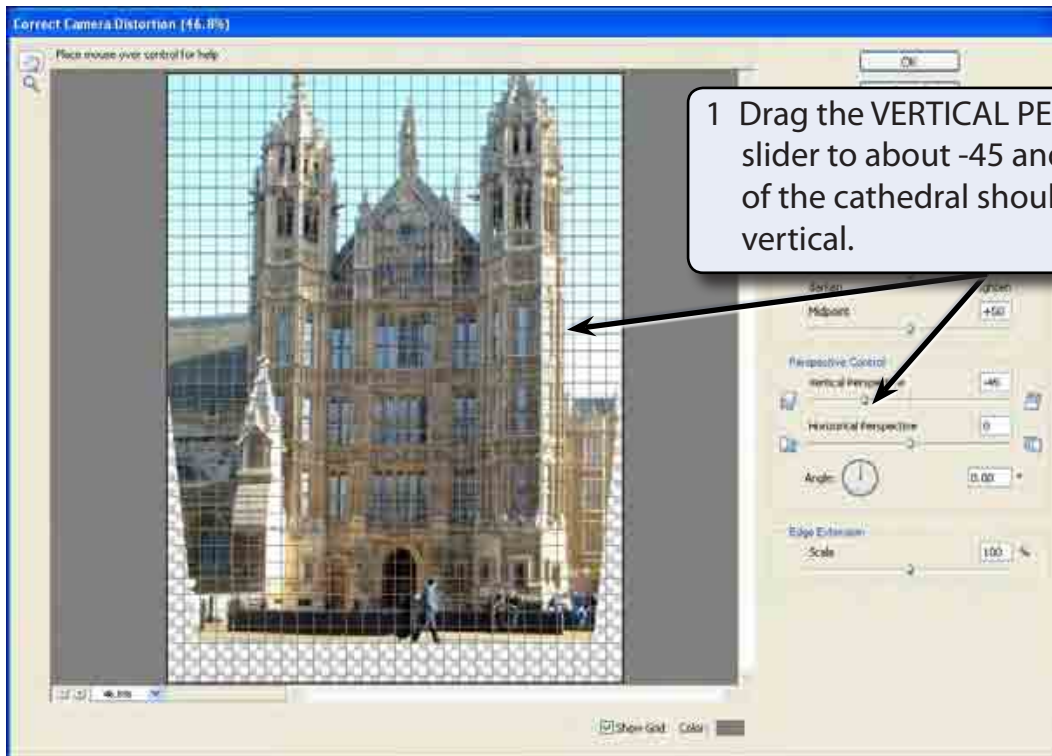 Correct Camera Distortion (46.8%)
Place mouse over control for help
OK
1 Drag the VERTICAL PE
slider to about -45 and
of the cathedral shoul
vertical.
Midpoint
+50
Perspective Control
Vertical Perspective
-45
Horizontal Perspective
0
Angle:
0.00 °
Edge Extension
Scale
100 %
46.8%
Show Grid Color: